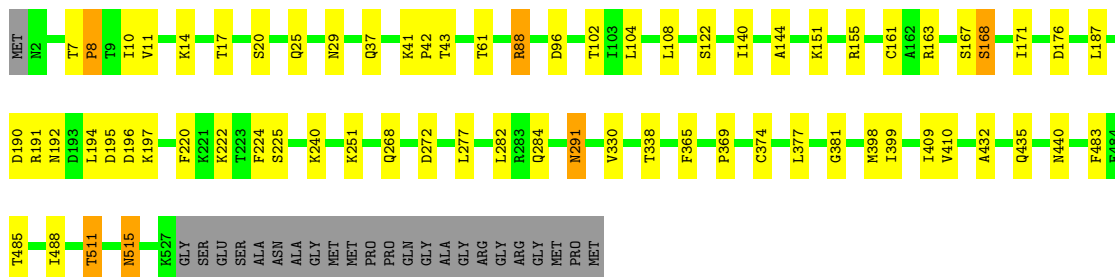 MET N2 T7 P8 T9 I10 V11 K14 T17 S20 Q25 N29 Q37 K41 P42 T43 T61 R88 D96 T102 I103 L104 L108 S122 I140 A144 K151 R155 C161 A162 R163 S167 S168 I171 D176 L187
D190 R191 N192 D193 L194 D195 D196 K197 F220 K221 K222 T223 F224 S225 K240 K251 Q268 D272 L277 L282 R283 Q284 N291 V330 T338 F365 P369 C374 L377 G381 M398 I399 I409 V410 A432 Q435 N440 F483 E484
T485 I488 T511 N515 K527 GLY SER GLU SER ALA ASN ALA GLY MET MET PRO PRO GLN GLY ALA GLY ARG GLY ARG GLY MET PRO MET